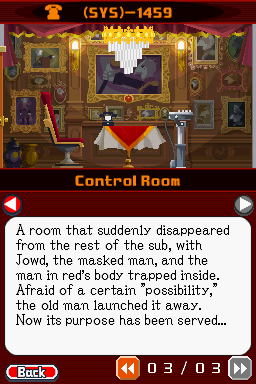 (SYS)-1459
Control Room
A room that suddenly disappeared
from the rest of the sub, with
Jowd, the masked man, and the
man in red's body trapped inside.
Afraid of a certain "possibility,"
the old man launched it away.
Now its purpose has been served...
Back
03/03